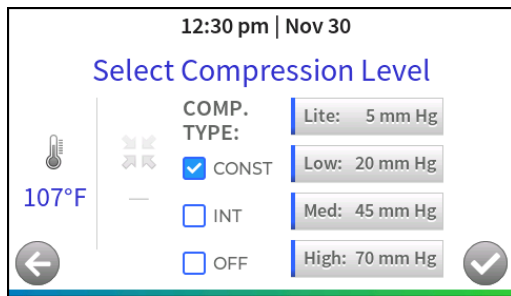 12:30 pm | Nov 30
Select Compression Level
107°F
—
COMP.
TYPE:
CONST
INT
OFF
Lite: 5 mm Hg
Low: 20 mm Hg
Med: 45 mm Hg
High: 70 mm Hg